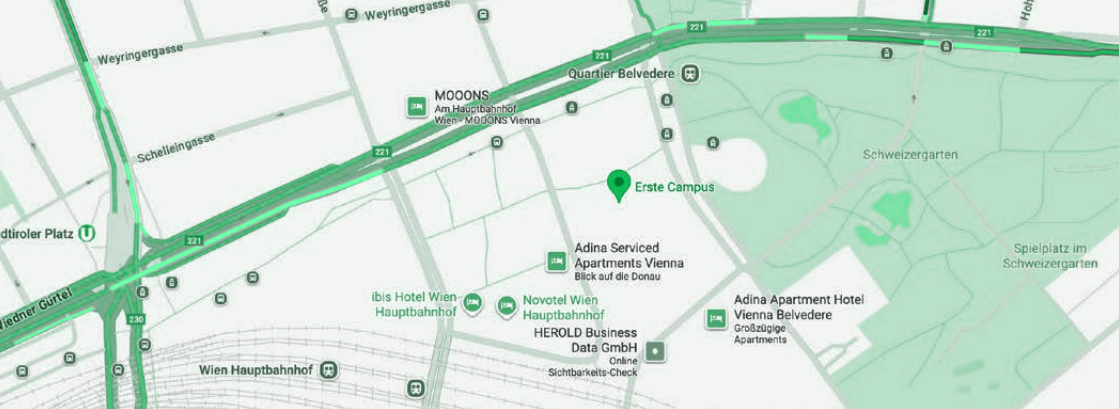 Weyringergasse
Weyringergasse
221
221
221
Quartier Belvedere
MOOONS
Am Hauptbahnhof
Wien - MOOONS Vienna
Schelleingasse
221
Schweizergarten
Erste Campus
221
Adina Serviced
Apartments Vienna
Blick auf die Donau
Spielplatz im
Schweizergarten
dtiroler Platz U
Wiedner Gürtel
230
ibis Hotel Wien
Hauptbahnhof
Novotel Wien
Hauptbahnhof
Adina Apartment Hotel
Vienna Belvedere
Großzügige
Apartments
HEROLD Business
Data GmbH
Online
Sichtbarkeits-Check
Wien Hauptbahnhof